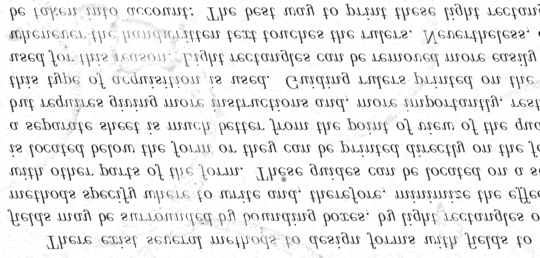 There exist several methods to design forms with fields to
fields may be surrounded by bounding boxes, by light rectangles o
methods specify where to write and, therefore, minimize the effec
with other parts of the form. These guides can be located on a se
is located below the form or they can be printed directly on the fo
a separate sheet is much better from the point of view of the qua
but requires giving more instructions and, more importantly, rest
this type of acquisition is used. Guiding rulers printed on the
used for this reason. Light rectangles can be removed more easily
whenever the handwritten text touches the rulers. Nevertheless,
be taken into account: The best way to print these light rectang